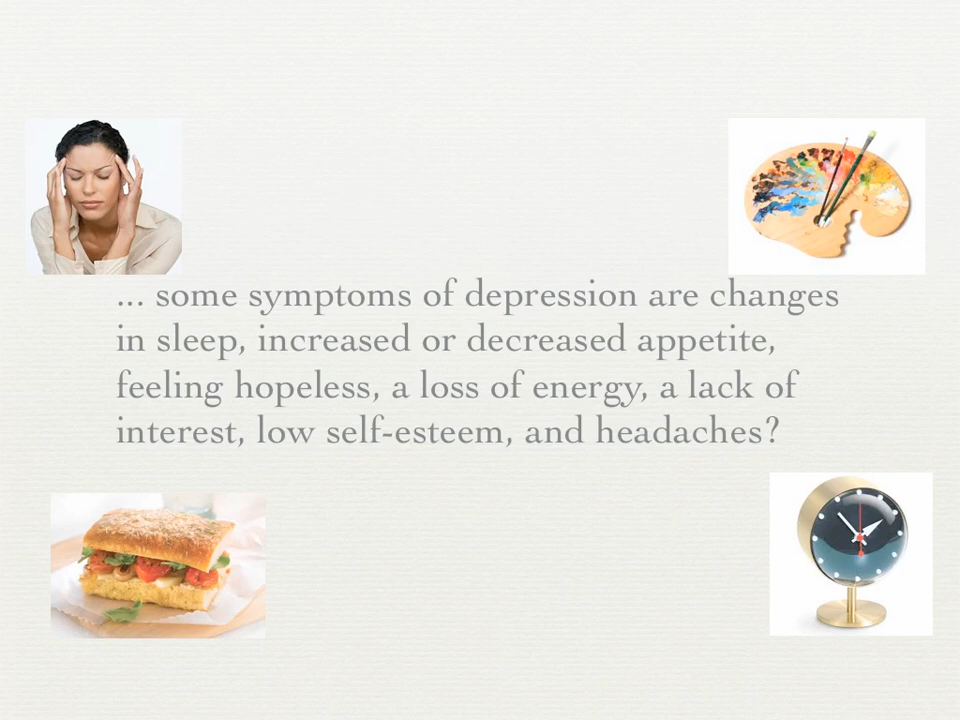 ... some symptoms of depression are changes
in sleep, increased or decreased appetite,
feeling hopeless, a loss of energy, a lack of
interest, low self-esteem, and headaches?